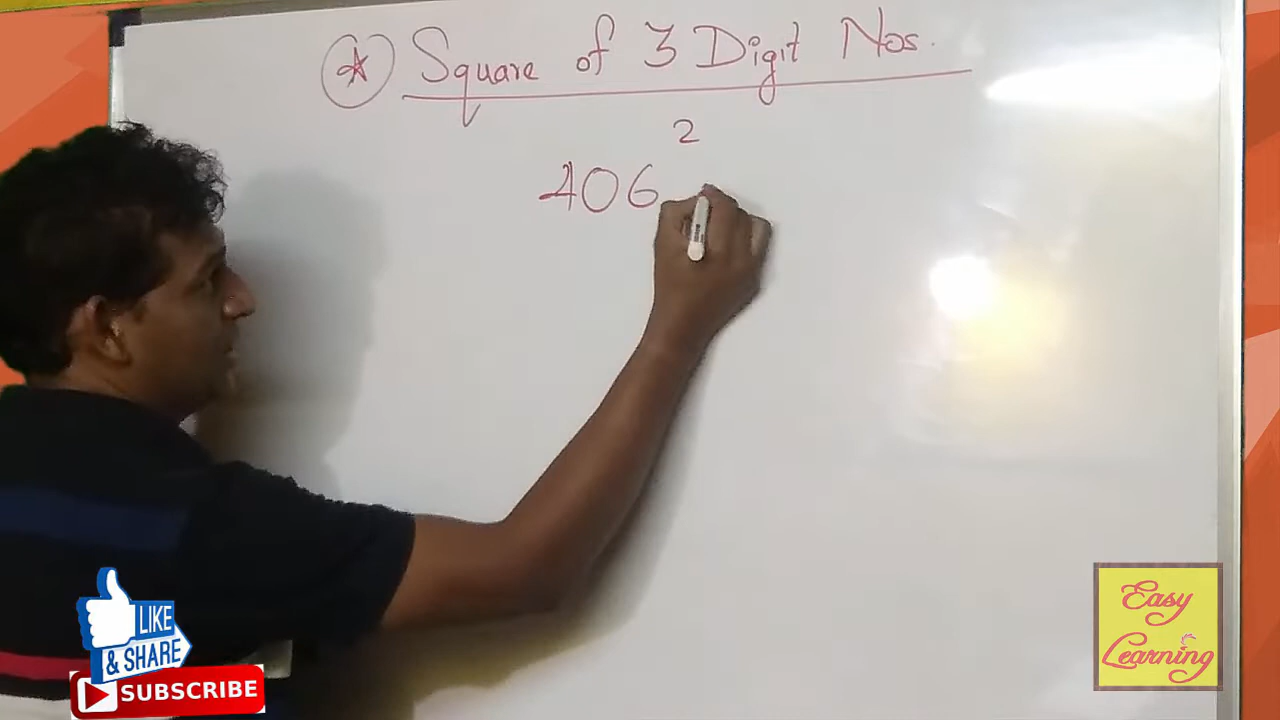 Square of 3 Digit Nos.
2
406
LIKE
& SHARE
SUBSCRIBE
Easy
Learning